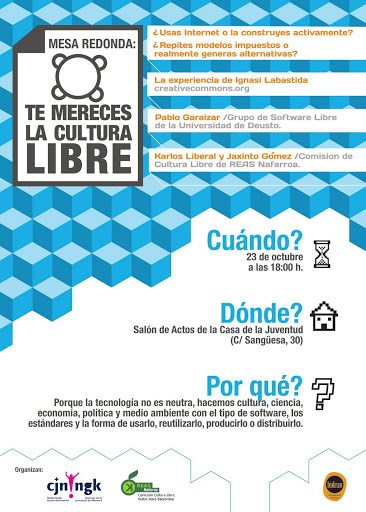 MESA REDONDA:
TE MERECES
LA CULTURA
LIBRE
¿Usas Internet o la construyes activamente?
¿Repites modelos impuestos o
realmente generas alternativas?
La experiencia de Ignasi Labastida
creativecommons.org
Pablo Garaizar /Grupo de Software Libre
de la Universidad de Deusto.
Karlos Liberal y Jaxinto Gómez /Comision de
Cultura Libre de REAS Nafarroa.
Cuándo?
23 de octubre
a las 18:00 h.
Dónde?
Salón de Actos de la Casa de la Juventud
(C/ Sangüesa, 30)
Por qué?
Porque la tecnología no es neutra, hacemos cultura, ciencia,
economía, política y medio ambiente con el tipo de software, los
estándares y la forma de usarlo, reutilizarlo, producirlo o distribuirlo.
Organizan:
cjn!ngk
REAS